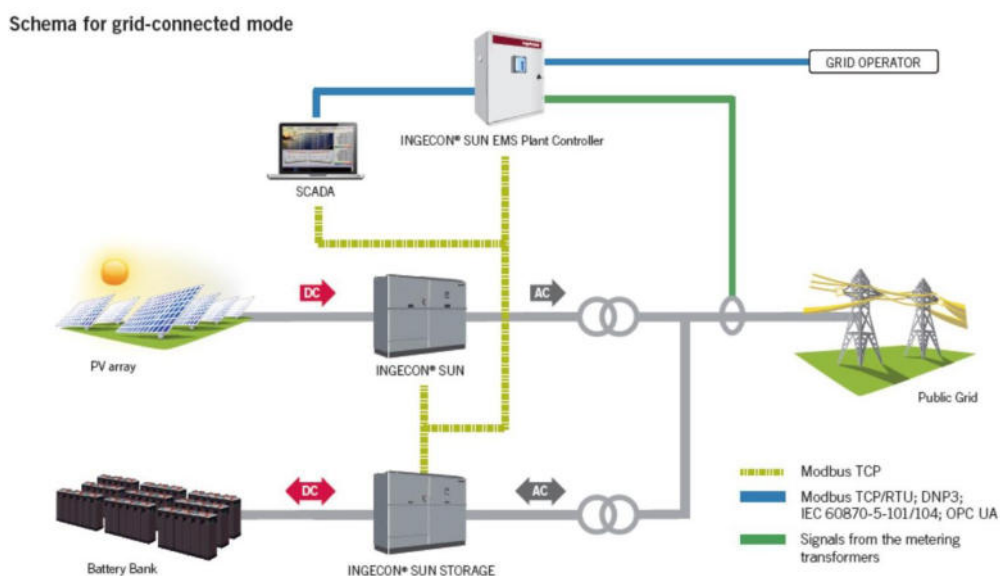 Schema for grid-connected mode
GRID OPERATOR
INGECON® SUN EMS Plant Controller
SCADA
DC
AC
PV array
INGECON® SUN
Public Grid
DC
AC
Battery Bank
INGECON® SUN STORAGE
Modbus TCP
Modbus TCP/RTU; DNP3;
IEC 60870-5-101/104; OPC UA
Signals from the metering
transformers